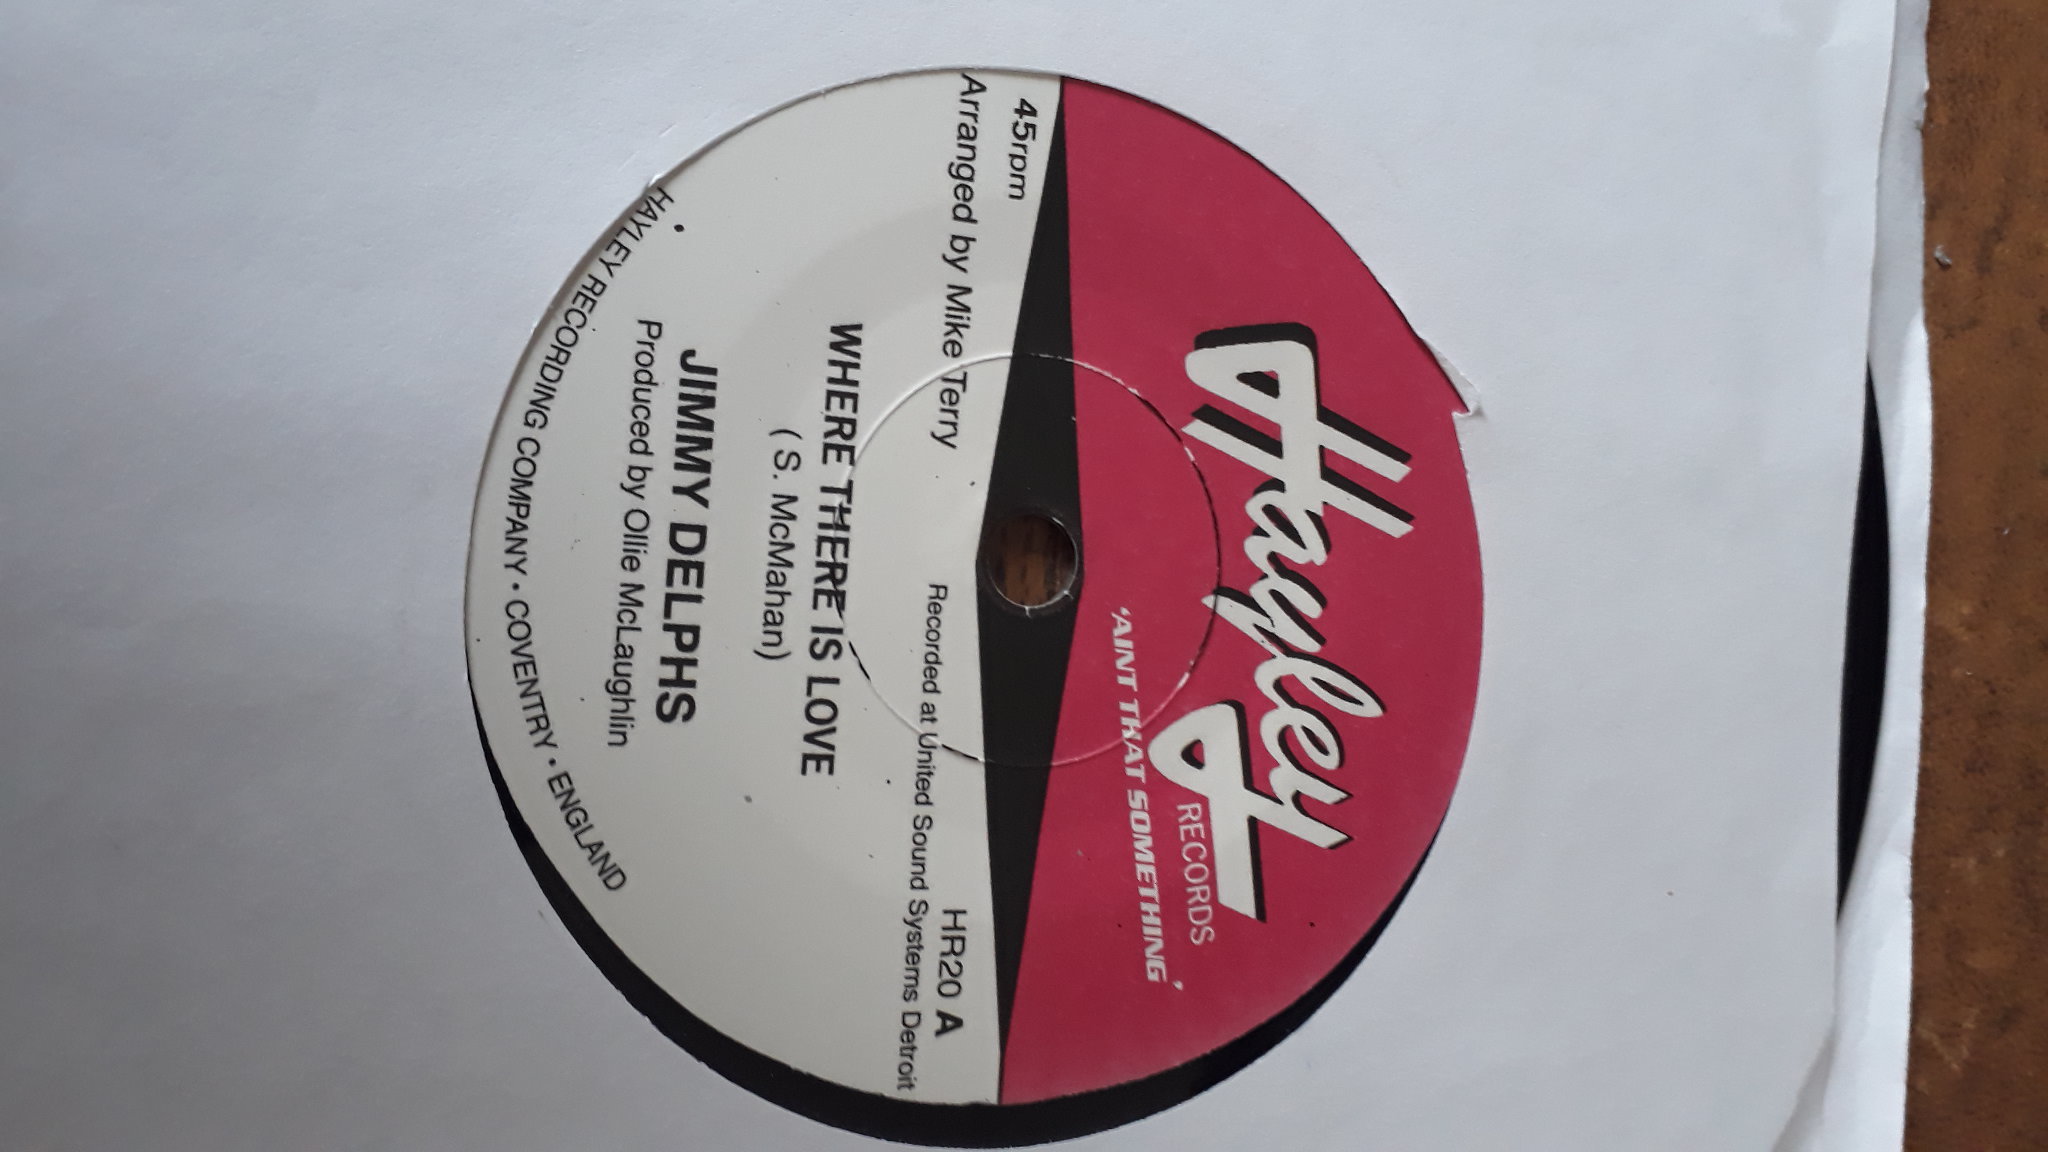 Hayley
RECORDS
'AINT THAT SOMETHING'
45rpm
Arranged by Mike Terry
HR20 A
Recorded at United Sound Systems Detroit
WHERE THERE IS LOVE
( S. McMahan)
JIMMY DELPHS
Produced by Ollie McLaughlin
HAYLEY RECORDING COMPANY • COVENTRY • ENGLAND